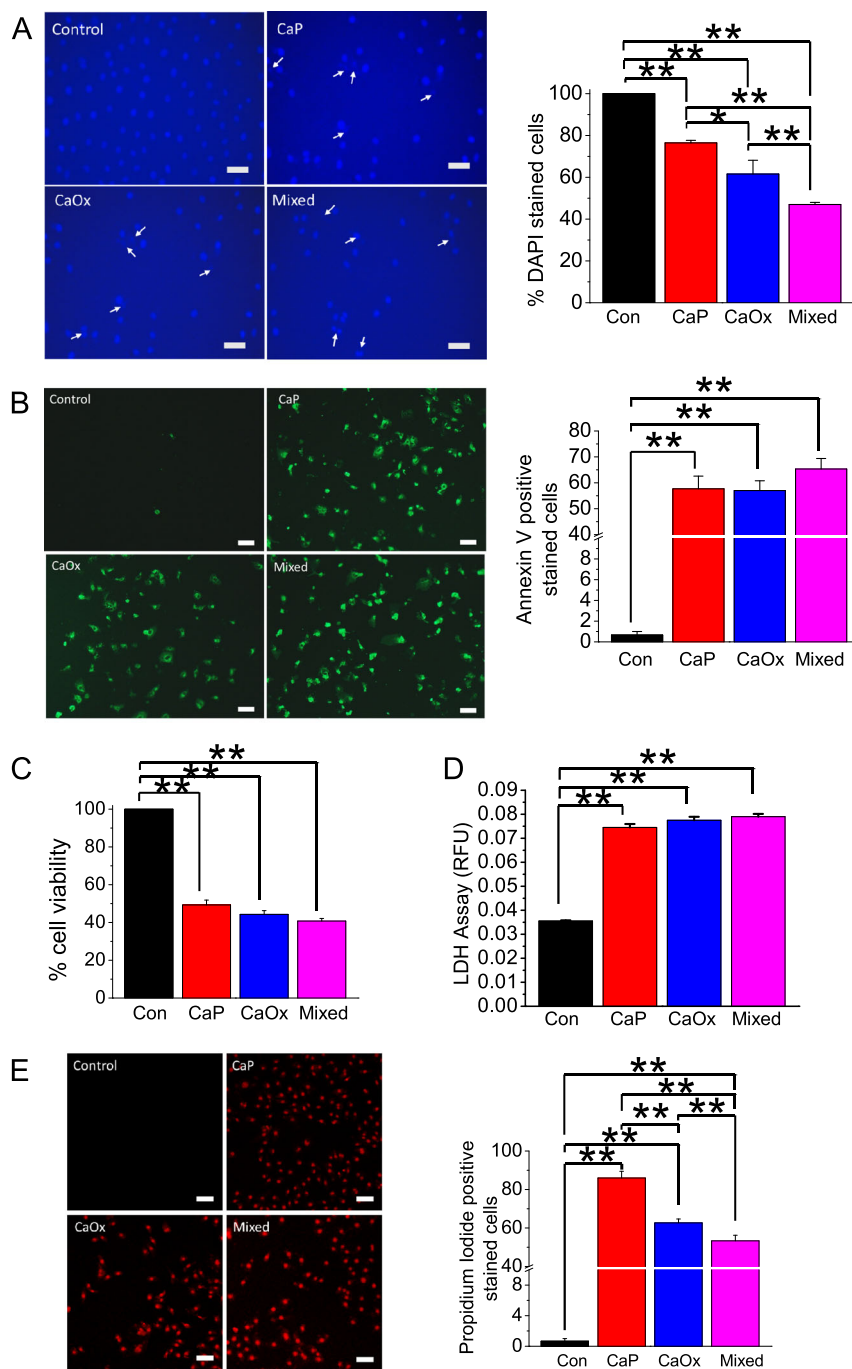 A
Control
CaP
CaOx
Mixed
**
**
**
**
*
**
% DAPI stained cells
100
80
60
40
20
0
Con CaP CaOx Mixed
B
Control
CaP
CaOx
Mixed
**
**
**
Annexin V positive
stained cells
80
70
60
50
40
8
6
4
2
0
Con CaP CaOx Mixed
C
**
**
**
% cell viability
100
80
60
40
20
0
Con CaP CaOx Mixed
D
**
**
**
LDH Assay (RFU)
0.09
0.08
0.07
0.06
0.05
0.04
0.03
0.02
0.01
0.00
Con CaP CaOx Mixed
E
Control
CaP
CaOx
Mixed
**
**
**
**
**
**
Propidium Iodide positive
stained cells
100
80
60
40
8
4
0
Con CaP CaOx Mixed